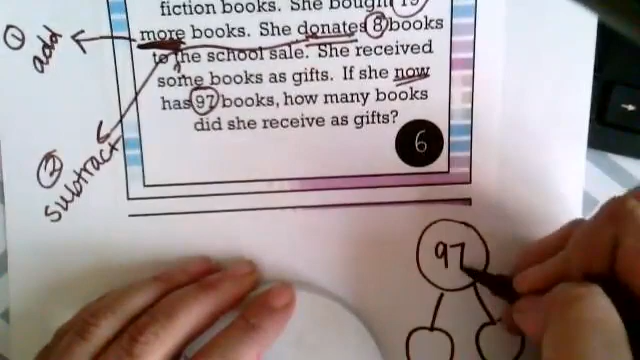 fiction books. She bought 19
more books. She donates 8 books
to the school sale. She received
some books as gifts. If she now
has 97 books, how many books
did she receive as gifts?
6
1 add
2 subtract
97